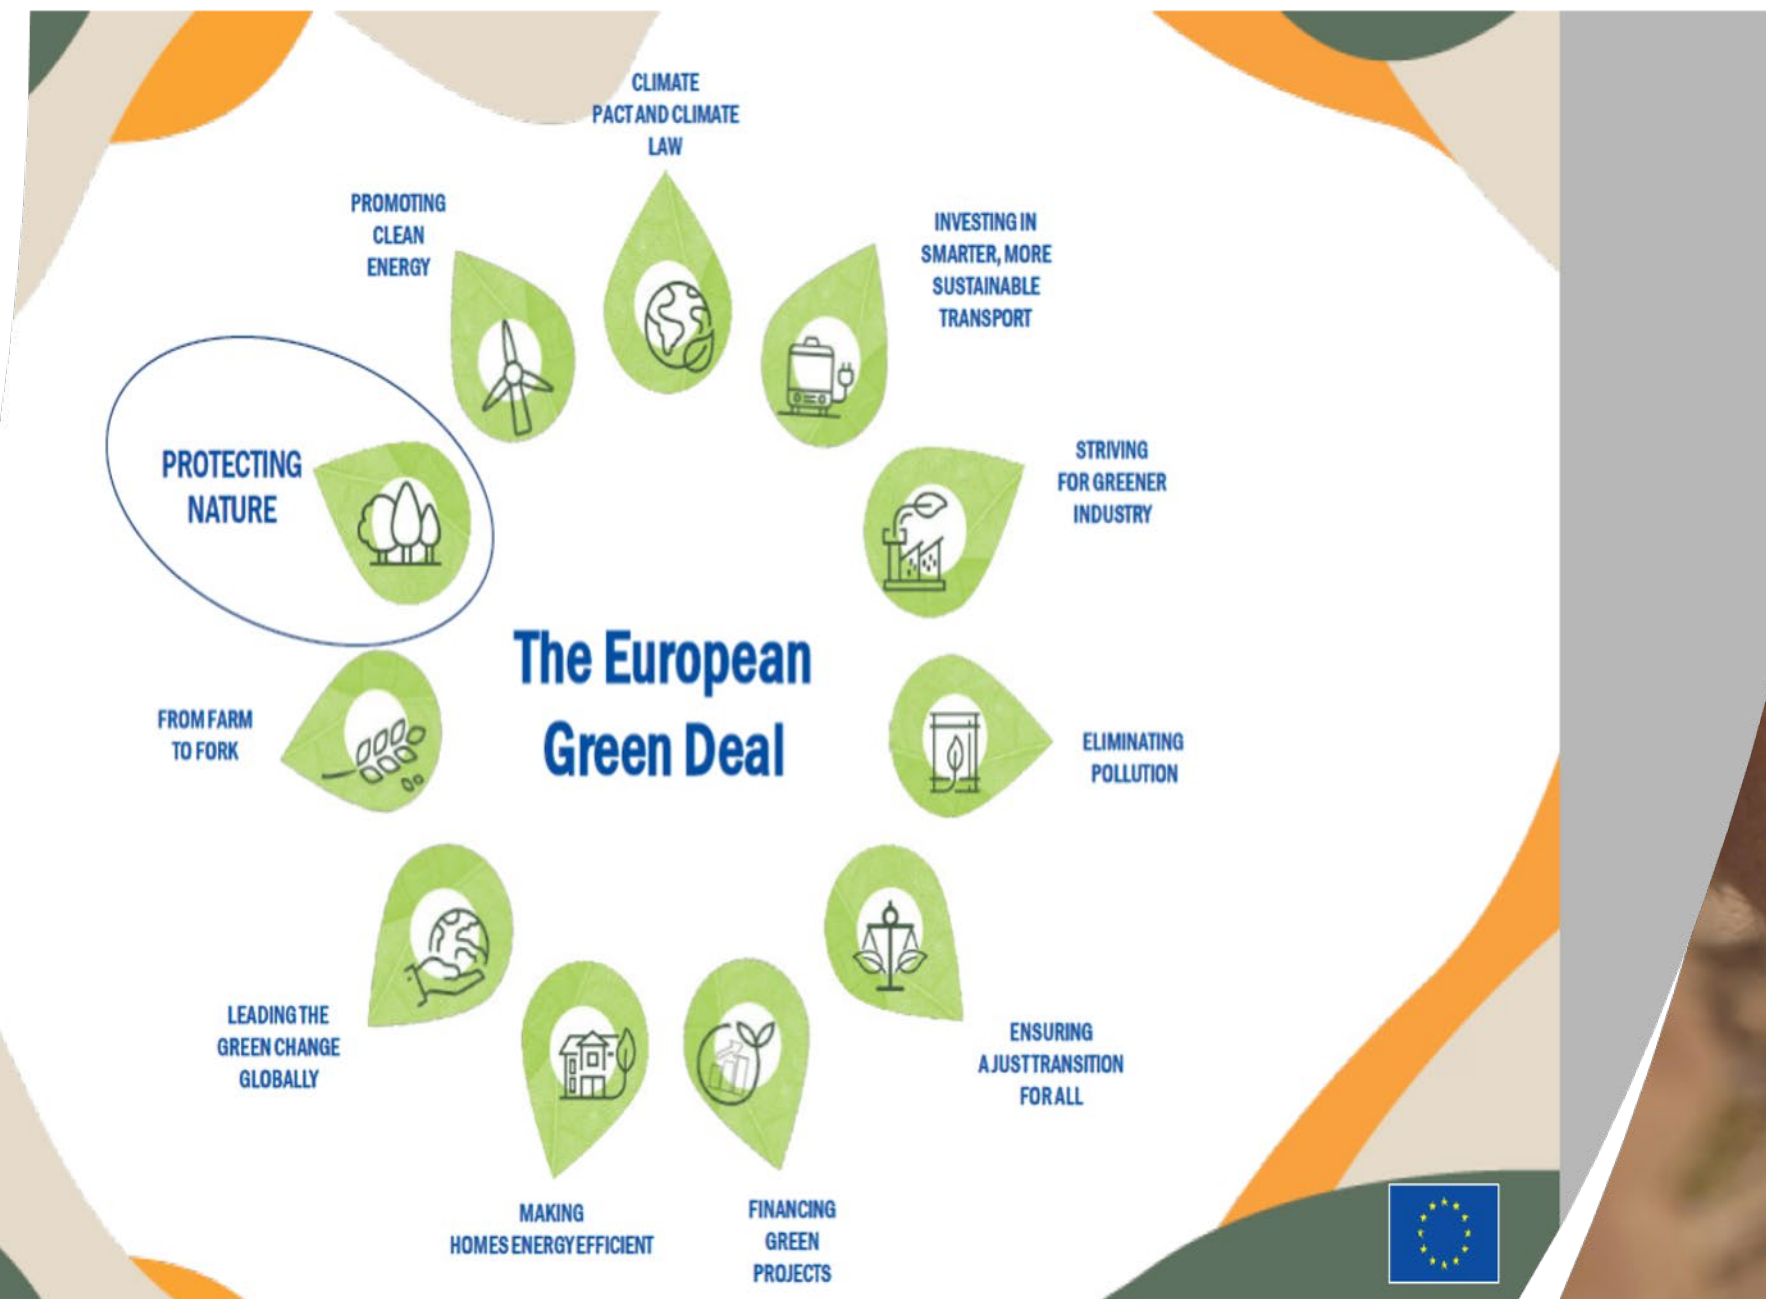 CLIMATE
PACT AND CLIMATE
LAW
PROMOTING
CLEAN
ENERGY
INVESTING IN
SMARTER, MORE
SUSTAINABLE
TRANSPORT
PROTECTING
NATURE
STRIVING
FOR GREENER
INDUSTRY
The European
Green Deal
FROM FARM
TO FORK
ELIMINATING
POLLUTION
LEADING THE
GREEN CHANGE
GLOBALLY
ENSURING
A JUST TRANSITION
FOR ALL
MAKING
HOMES ENERGY EFFICIENT
FINANCING
GREEN
PROJECTS